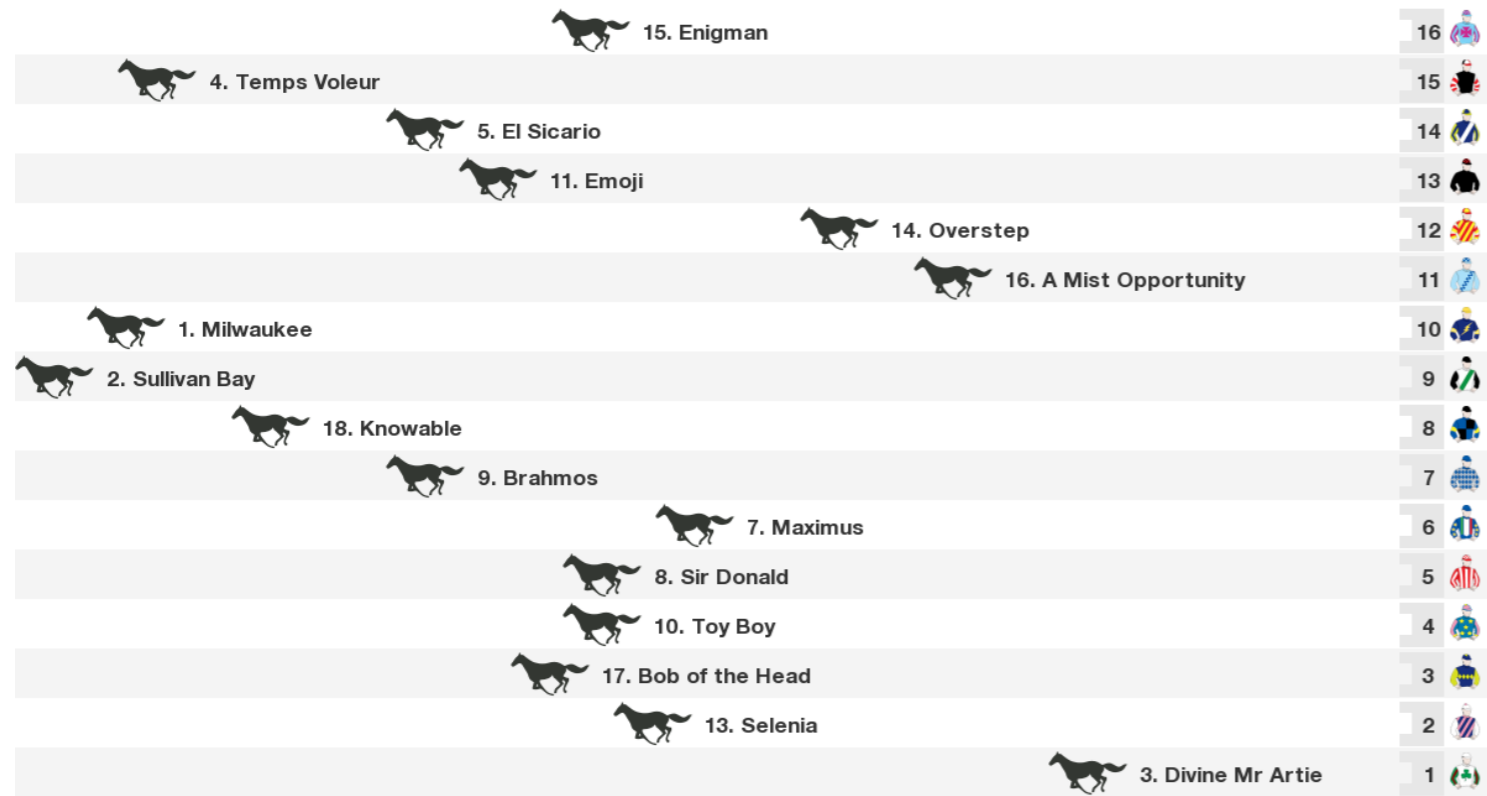 15. Enigman 16
4. Temps Voleur 15
5. El Sicario 14
11. Emoji 13
14. Overstep 12
16. A Mist Opportunity 11
1. Milwaukee 10
2. Sullivan Bay 9
18. Knowable 8
9. Brahmos 7
7. Maximus 6
8. Sir Donald 5
10. Toy Boy 4
17. Bob of the Head 3
13. Selenia 2
3. Divine Mr Artie 1